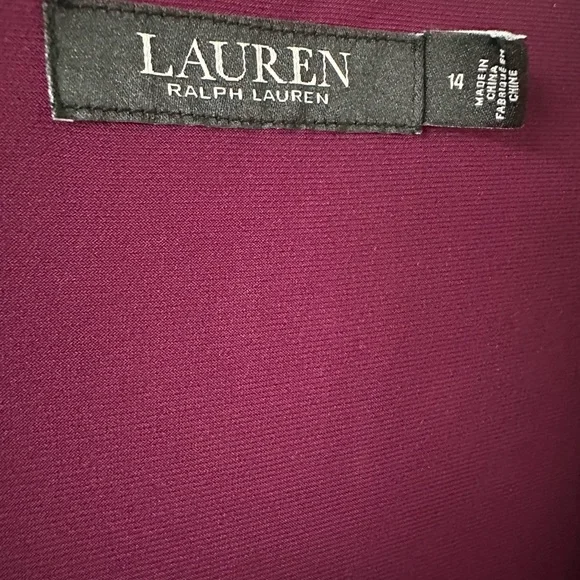 LAUREN
RALPH LAUREN
14
MADE IN
CHINA
FABRIQUÉ EN
CHINE